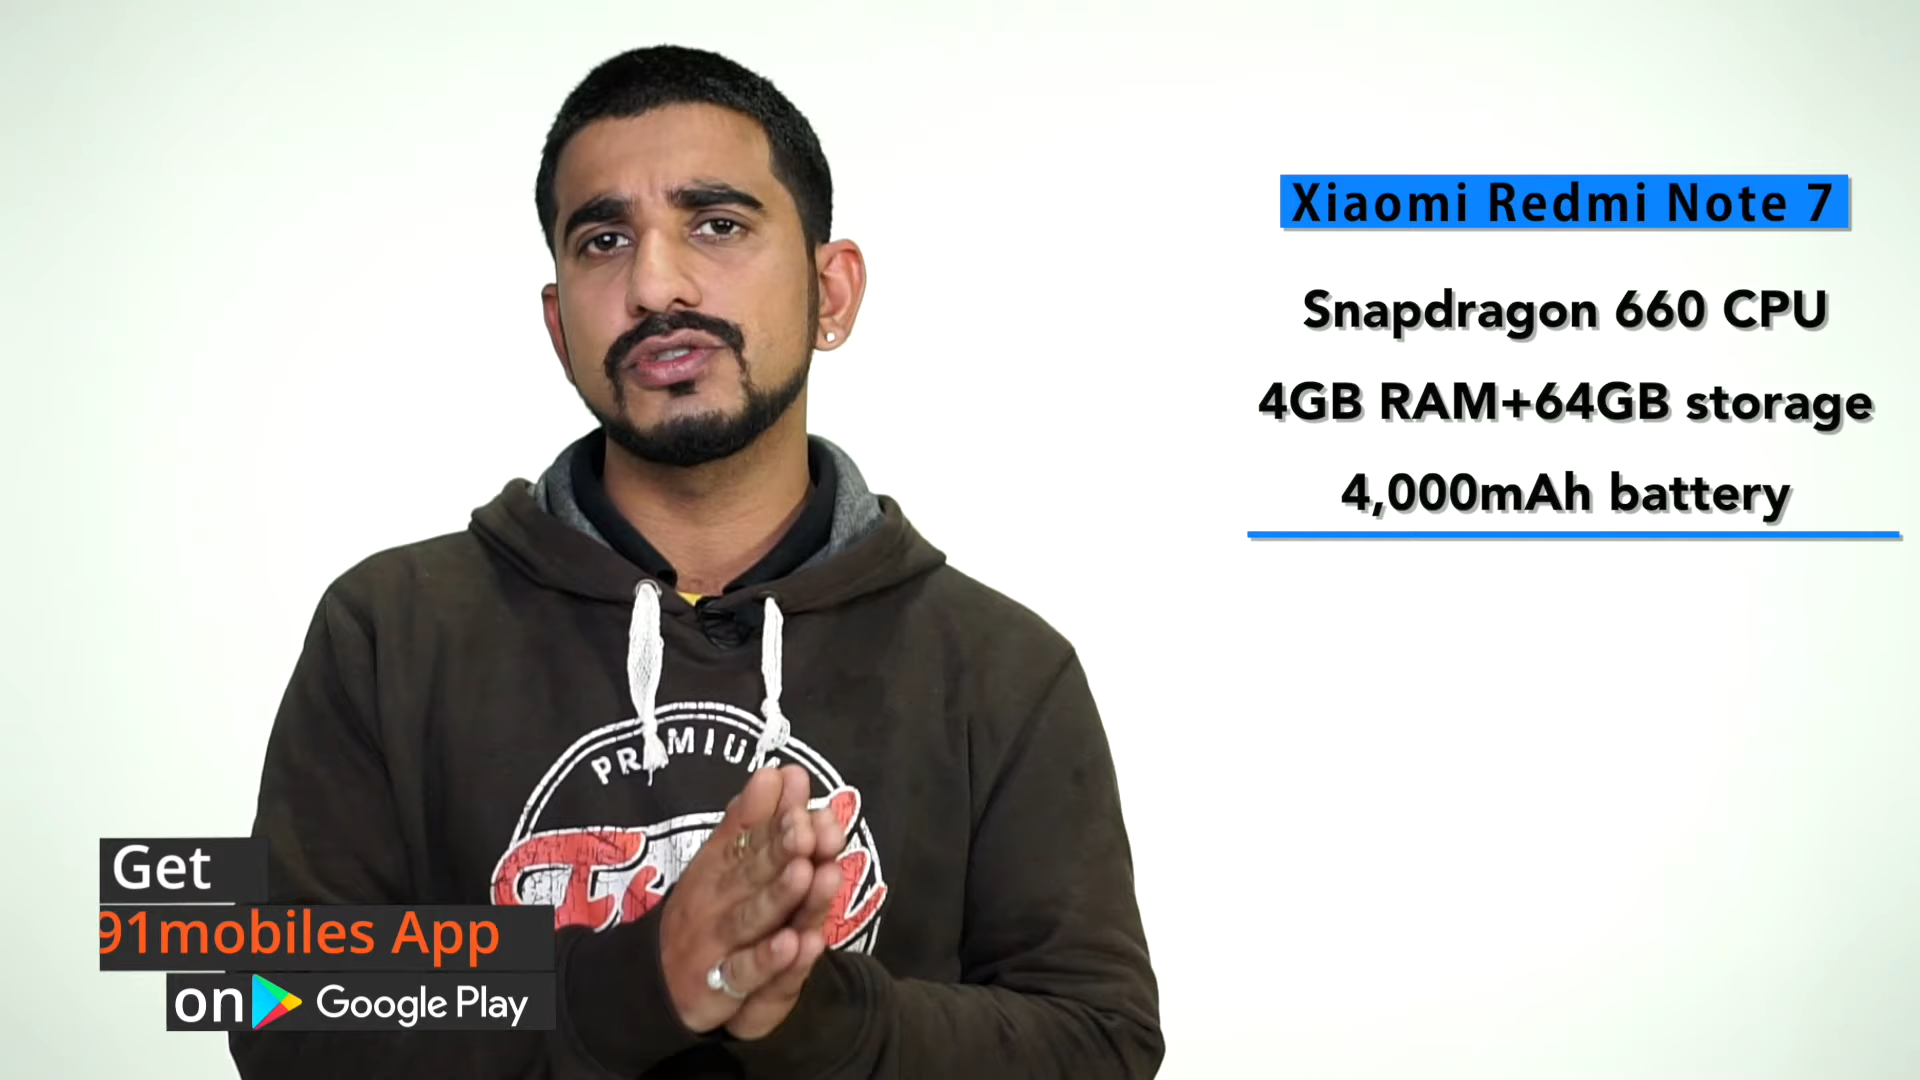 Xiaomi Redmi Note 7
Snapdragon 660 CPU
4GB RAM+64GB storage
4,000mAh battery
PREMIUM
Get
91mobiles App
on Google Play